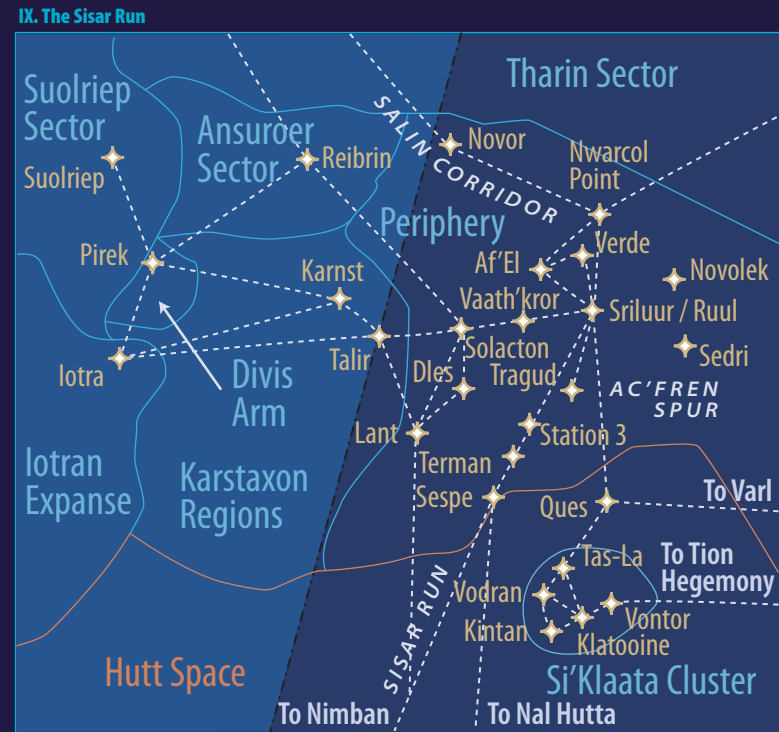 IX. The Sisar Run
Tharin Sector
Suolriep
Sector
Ansuroer
Sector
SALIN CORRIDOR
Novor
Nwarcol
Point
Suolriep
Reibrin
Periphery
Verde
Pirek
Af'El
Karnst
Novolek
Vaath'kror
Sriluur / Ruul
Talir
Solacton
Sedri
Iotra
Divis
Arm
Dles
Tragud
AC'FREN
SPUR
Lant
Station 3
Iotran
Expanse
Karstaxon
Regions
Terman
Sespe
Ques
To Varl
To Tion
Hegemony
Tas-La
Vodran
Vontor
Kintan
Klatooine
SISAR RUN
Hutt Space
Si'Klaata Cluster
To Nimban
To Nal Hutta